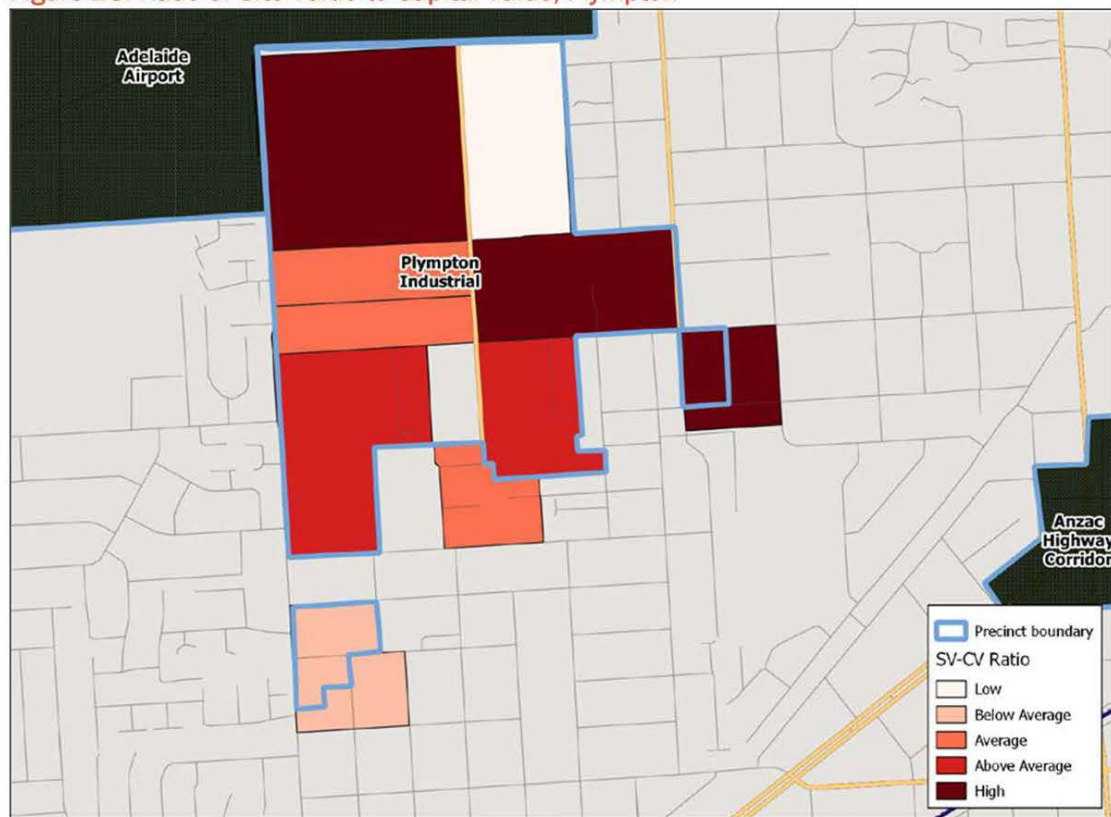 Adelaide
Airport
Plympton
Industrial
Anzac
Highway
Corridor
Precinct boundary
SV-CV Ratio
Low
Below Average
Average
Above Average
High